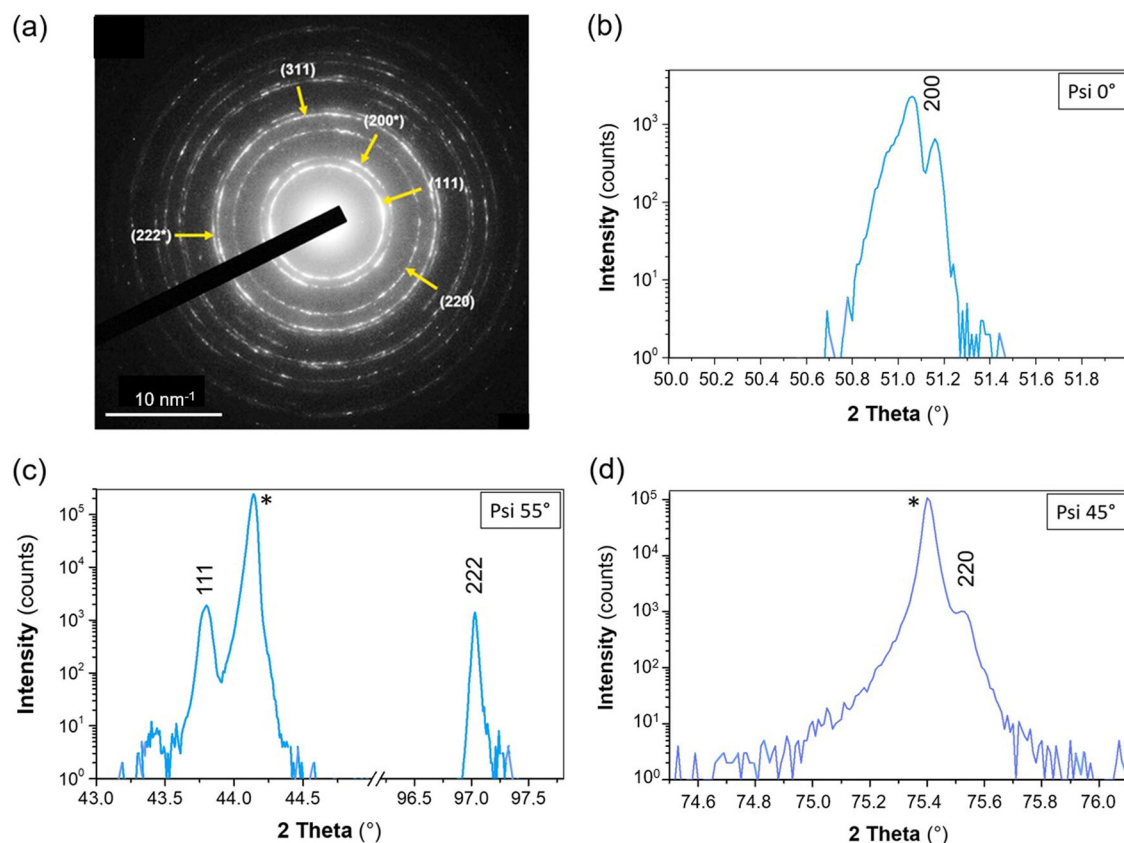 (a)
(311)
(200*)
(111)
(222*)
(220)
10 nm-1
(b)
Psi 0°
200
Intensity (counts)
10³
10²
10¹
10⁰
50.0 50.2 50.4 50.6 50.8 51.0 51.2 51.4 51.6 51.8
2 Theta (°)
(c)
Psi 55°
*
111
222
Intensity (counts)
10⁵
10⁴
10³
10²
10¹
10⁰
43.0 43.5 44.0 44.5 96.5 97.0 97.5
2 Theta (°)
(d)
Psi 45°
*
220
Intensity (counts)
10⁵
10⁴
10³
10²
10¹
10⁰
74.6 74.8 75.0 75.2 75.4 75.6 75.8 76.0
2 Theta (°)